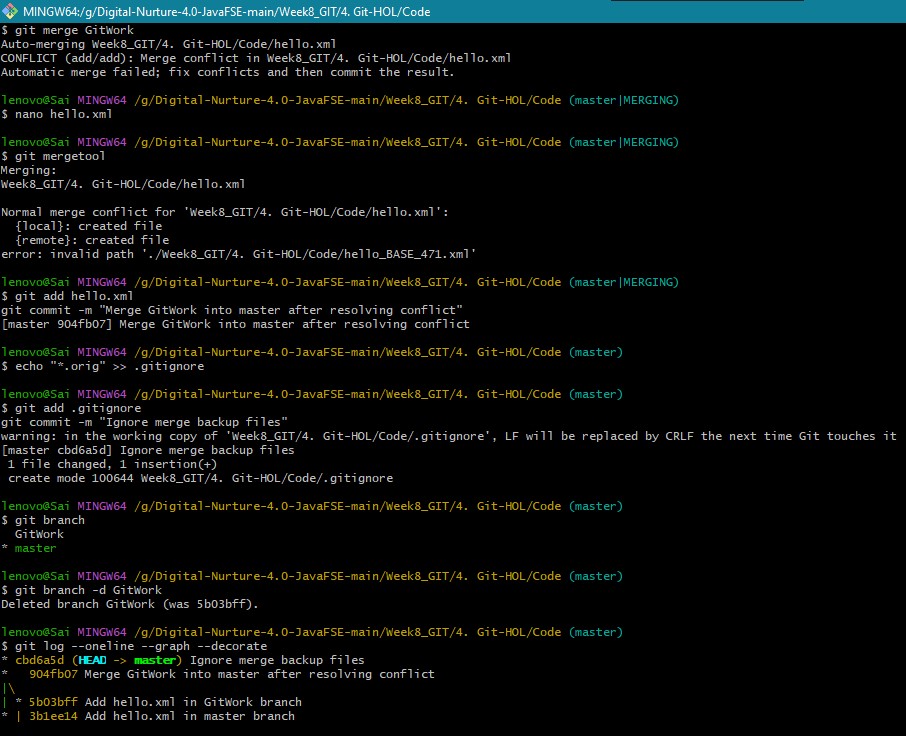 MINGW64:/g/Digital-Nurture-4.0-JavaFSE-main/Week8_GIT/4. Git-HOL/Code
$ git merge GitWork
Auto-merging Week8_GIT/4. Git-HOL/Code/hello.xml
CONFLICT (add/add): Merge conflict in Week8_GIT/4. Git-HOL/Code/hello.xml
Automatic merge failed; fix conflicts and then commit the result.
lenovo@Sai MINGW64 /g/Digital-Nurture-4.0-JavaFSE-main/Week8_GIT/4. Git-HOL/Code (master|MERGING)
$ nano hello.xml
lenovo@Sai MINGW64 /g/Digital-Nurture-4.0-JavaFSE-main/Week8_GIT/4. Git-HOL/Code (master|MERGING)
$ git mergetool
Merging:
Week8_GIT/4. Git-HOL/Code/hello.xml
Normal merge conflict for 'Week8_GIT/4. Git-HOL/Code/hello.xml':
  {local}: created file
  {remote}: created file
error: invalid path './Week8_GIT/4. Git-HOL/Code/hello_BASE_471.xml'
lenovo@Sai MINGW64 /g/Digital-Nurture-4.0-JavaFSE-main/Week8_GIT/4. Git-HOL/Code (master|MERGING)
$ git add hello.xml
git commit -m "Merge GitWork into master after resolving conflict"
[master 904fb07] Merge GitWork into master after resolving conflict
lenovo@Sai MINGW64 /g/Digital-Nurture-4.0-JavaFSE-main/Week8_GIT/4. Git-HOL/Code (master)
$ echo "*.orig" >> .gitignore
lenovo@Sai MINGW64 /g/Digital-Nurture-4.0-JavaFSE-main/Week8_GIT/4. Git-HOL/Code (master)
$ git add .gitignore
git commit -m "Ignore merge backup files"
warning: in the working copy of 'Week8_GIT/4. Git-HOL/Code/.gitignore', LF will be replaced by CRLF the next time Git touches it
[master cbd6a5d] Ignore merge backup files
 1 file changed, 1 insertion(+)
 create mode 100644 Week8_GIT/4. Git-HOL/Code/.gitignore
lenovo@Sai MINGW64 /g/Digital-Nurture-4.0-JavaFSE-main/Week8_GIT/4. Git-HOL/Code (master)
$ git branch
  GitWork
* master
lenovo@Sai MINGW64 /g/Digital-Nurture-4.0-JavaFSE-main/Week8_GIT/4. Git-HOL/Code (master)
$ git branch -d GitWork
Deleted branch GitWork (was 5b03bff).
lenovo@Sai MINGW64 /g/Digital-Nurture-4.0-JavaFSE-main/Week8_GIT/4. Git-HOL/Code (master)
$ git log --oneline --graph --decorate
* cbd6a5d (HEAD -> master) Ignore merge backup files
*   904fb07 Merge GitWork into master after resolving conflict
|\
| * 5b03bff Add hello.xml in GitWork branch
* | 3b1ee14 Add hello.xml in master branch